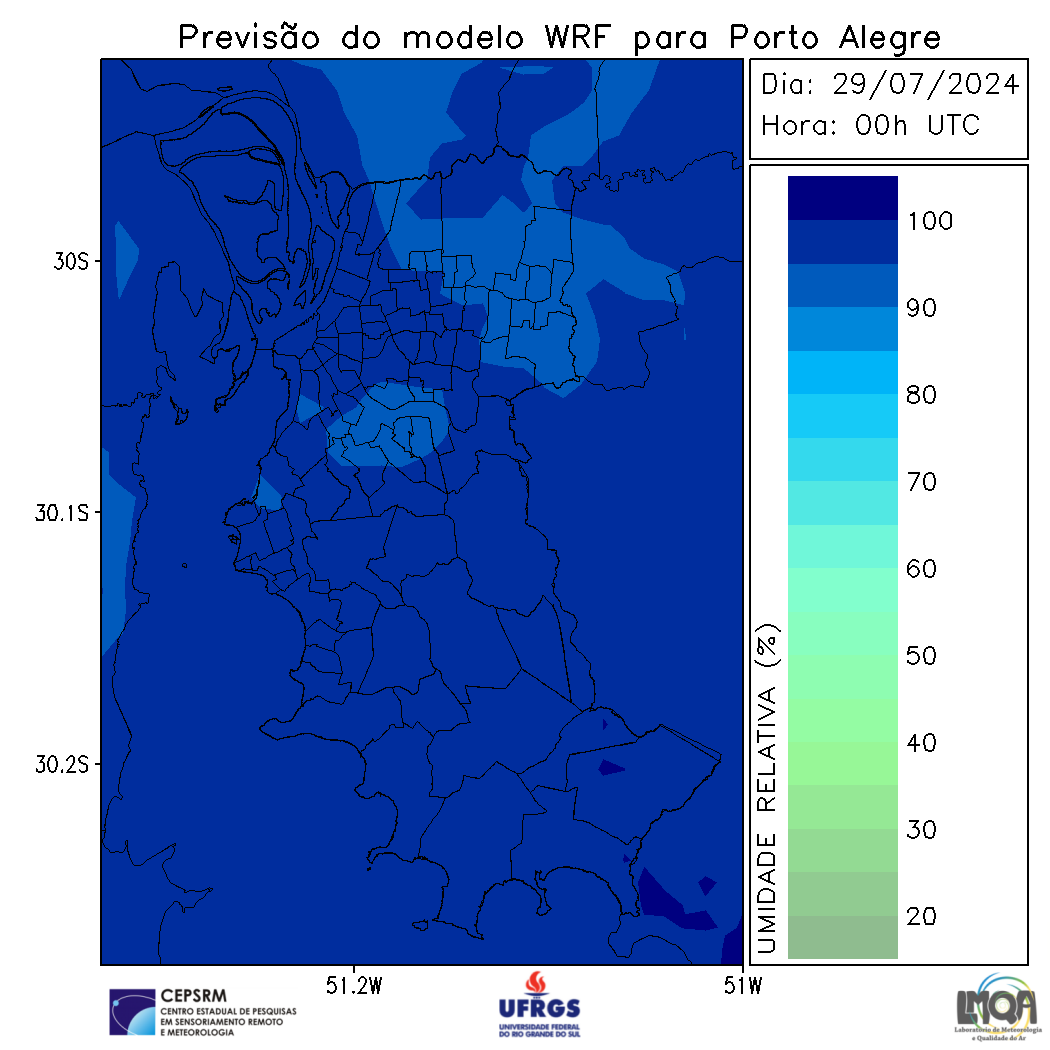 Previsão do modelo WRF para Porto Alegre
Dia: 29/07/2024
Hora: 00h UTC
100
90
80
70
60
50
40
30
20
UMIDADE RELATIVA (%)
30S
30.1S
30.2S
51.2W
51W
CEPSRM
CENTRO ESTADUAL DE PESQUISAS
EM SENSORIAMENTO REMOTO
E METEOROLOGIA
UFRGS
UNIVERSIDADE FEDERAL
DO RIO GRANDE DO SUL
LMQA
Laboratório de Meteorologia
e Qualidade do Ar